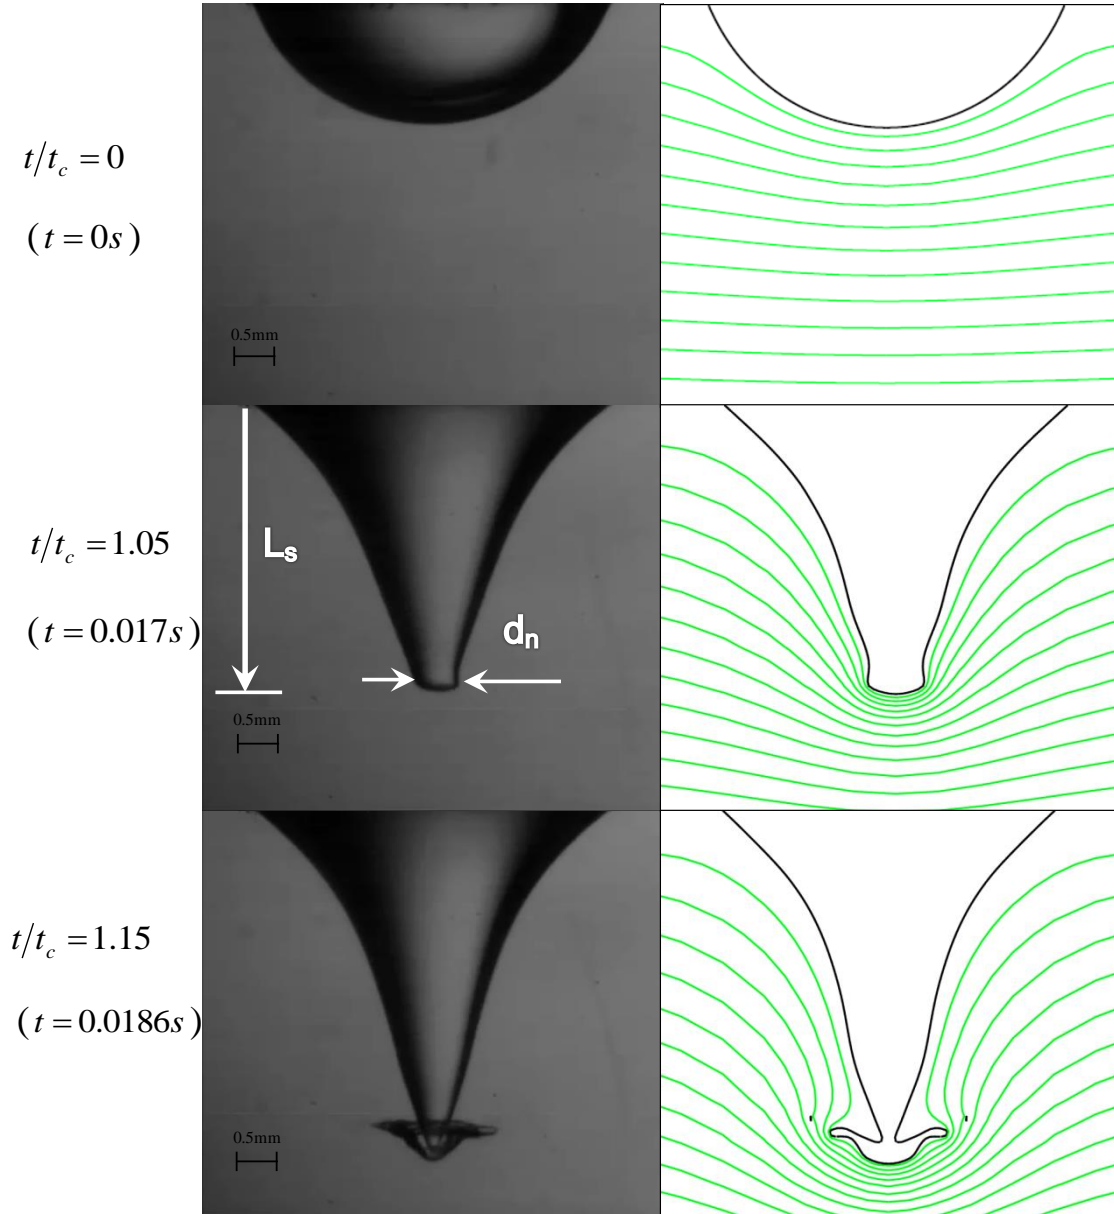 t/t_c = 0
(t = 0s)
0.5mm
t/t_c = 1.05
(t = 0.017s)
L_s
d_n
0.5mm
t/t_c = 1.15
(t = 0.0186s)
0.5mm